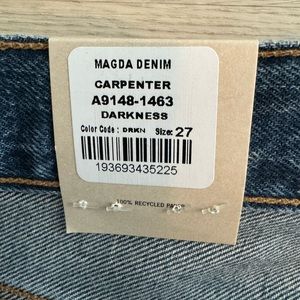 MAGDA DENIM
CARPENTER
A9148-1463
DARKNESS
Color Code : DRKN Size: 27
193693435225
100% RECYCLED PAPER